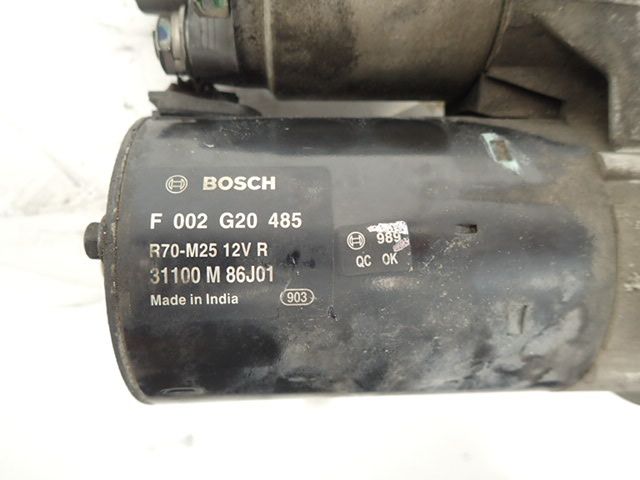 BOSCH
F 002 G20 485
R70-M25 12V R
31100 M 86J01
Made in India 903
989
QC OK